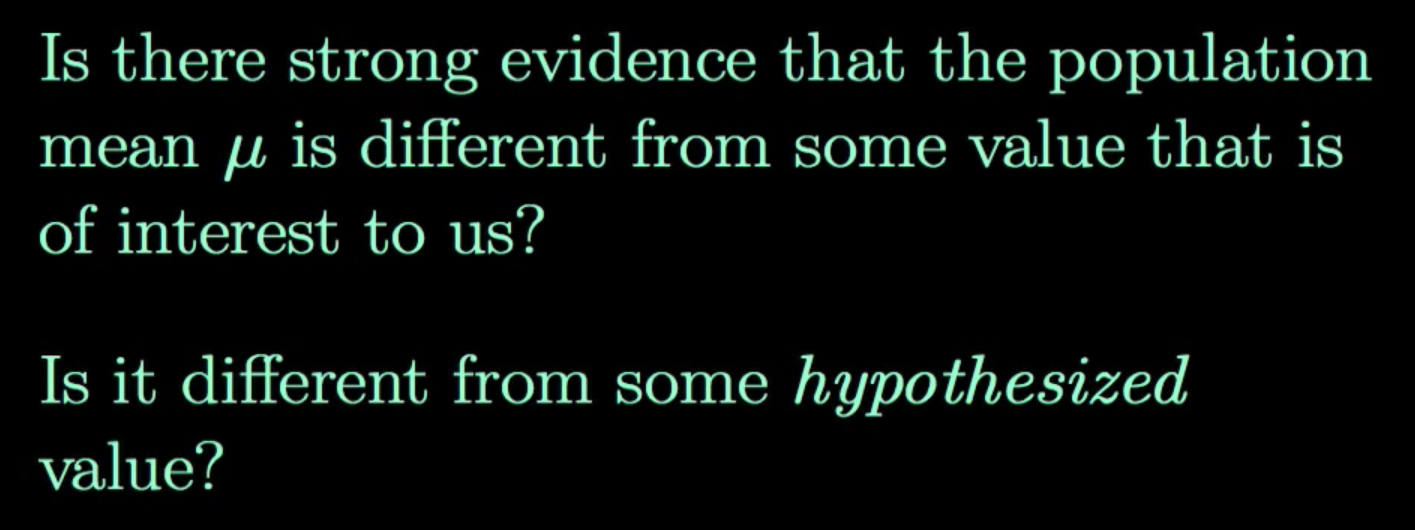 Is there strong evidence that the population
mean μ is different from some value that is
of interest to us?
Is it different from some hypothesized
value?